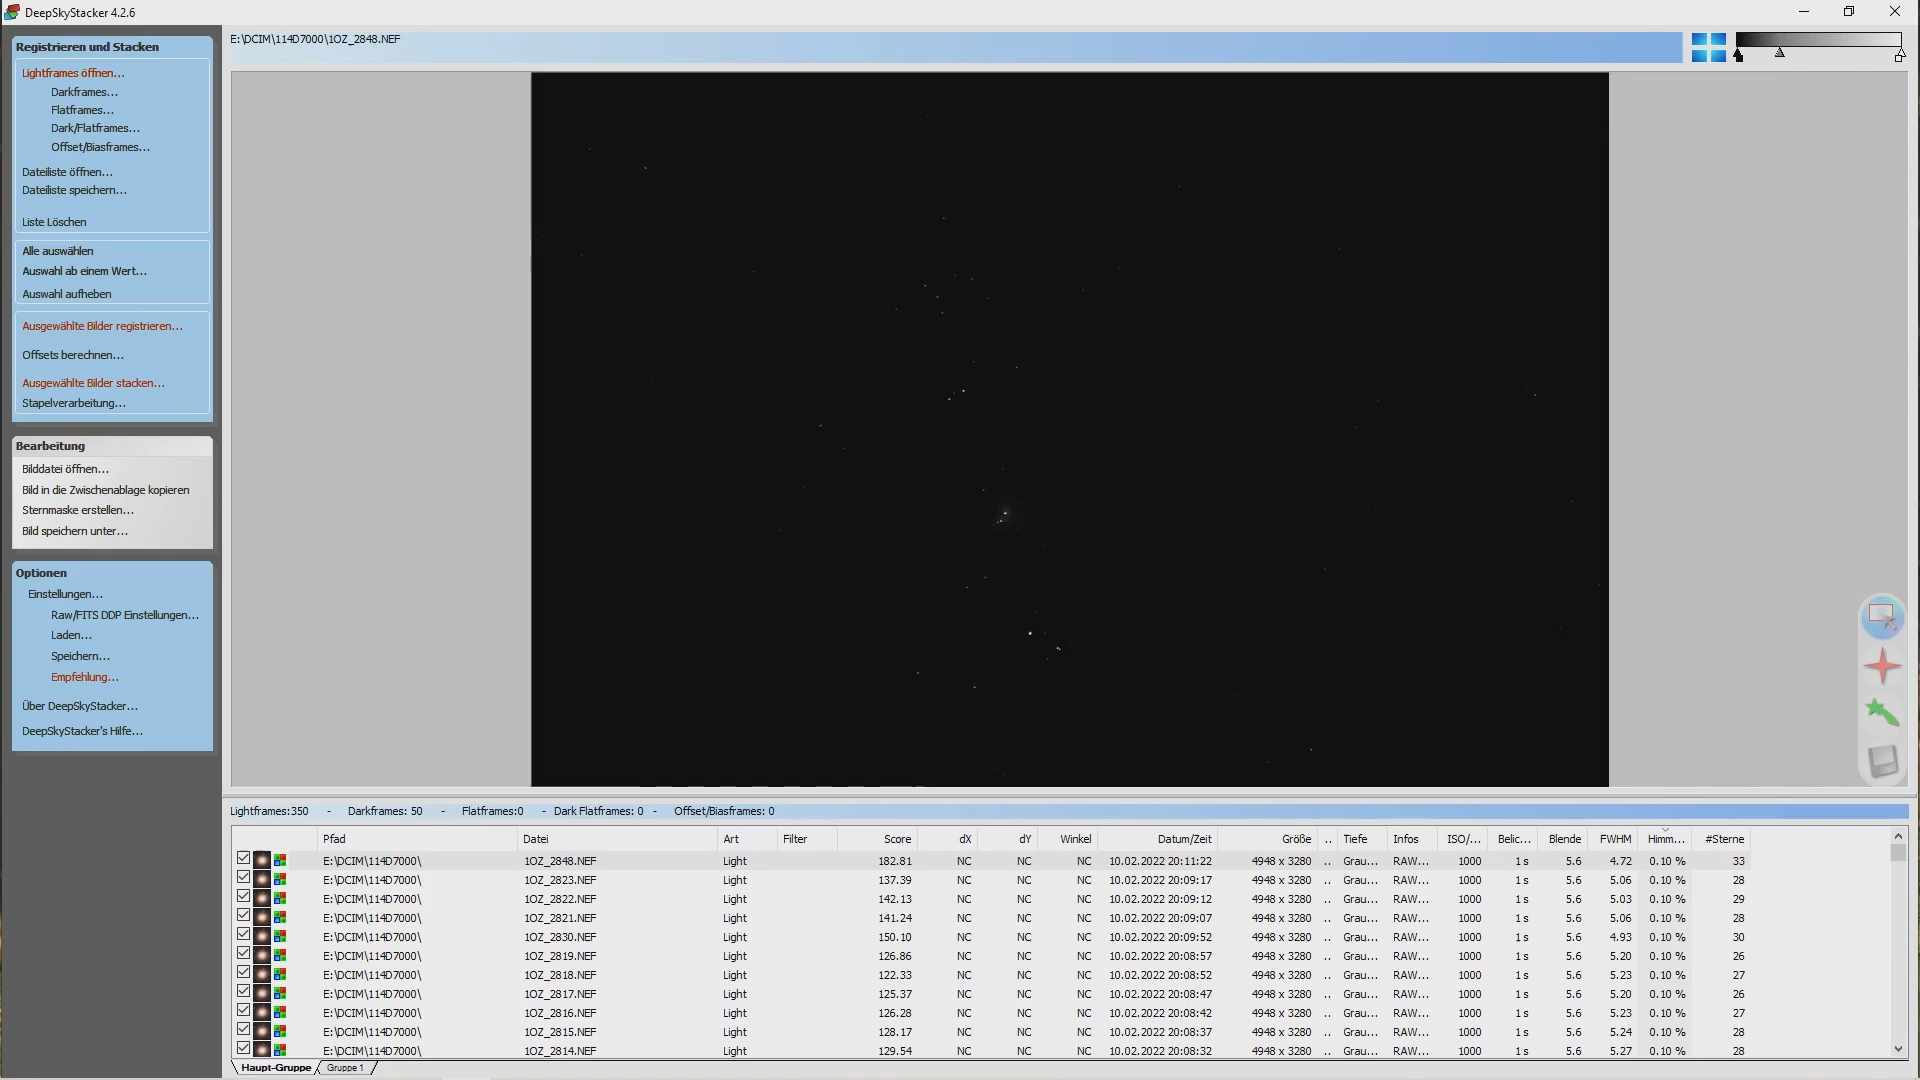 DeepSkyStacker 4.2.6
Registrieren und Stacken
Lightframes öffnen...
Darkframes...
Flatframes...
Dark/Flatframes...
Offset/Biasframes...
Dateiliste öffnen...
Dateiliste speichern...
Liste Löschen
Alle auswählen
Auswahl ab einem Wert...
Auswahl aufheben
Ausgewählte Bilder registrieren...
Offsets berechnen...
Ausgewählte Bilder stacken...
Stapelverarbeitung...
Bearbeitung
Bilddatei öffnen...
Bild in die Zwischenablage kopieren
Sternmaske erstellen...
Bild speichern unter...
Optionen
Einstellungen...
Raw/FITS DDP Einstellungen...
Laden...
Speichern...
Empfehlung...
Über DeepSkyStacker...
DeepSkyStacker's Hilfe...
E:\DCIM\114D7000\1OZ_2848.NEF
Lightframes:350 - Darkframes: 50 - Flatframes:0 - Dark Flatframes: 0 - Offset/Biasframes: 0
Pfad Datei Art Filter Score dX dY Winkel Datum/Zeit Größe .. Tiefe Infos ISO/... Belic... Blende FWHM Himm... #Sterne
E:\DCIM\114D7000\ 1OZ_2848.NEF Light 182.81 NC NC NC 10.02.2022 20:11:22 4948 x 3280 .. Grau... RAW... 1000 1 s 5.6 4.72 0.10 % 33
E:\DCIM\114D7000\ 1OZ_2823.NEF Light 137.39 NC NC NC 10.02.2022 20:09:17 4948 x 3280 .. Grau... RAW... 1000 1 s 5.6 5.06 0.10 % 28
E:\DCIM\114D7000\ 1OZ_2822.NEF Light 142.13 NC NC NC 10.02.2022 20:09:12 4948 x 3280 .. Grau... RAW... 1000 1 s 5.6 5.03 0.10 % 29
E:\DCIM\114D7000\ 1OZ_2821.NEF Light 141.24 NC NC NC 10.02.2022 20:09:07 4948 x 3280 .. Grau... RAW... 1000 1 s 5.6 5.06 0.10 % 28
E:\DCIM\114D7000\ 1OZ_2830.NEF Light 150.10 NC NC NC 10.02.2022 20:09:52 4948 x 3280 .. Grau... RAW... 1000 1 s 5.6 4.93 0.10 % 30
E:\DCIM\114D7000\ 1OZ_2819.NEF Light 126.86 NC NC NC 10.02.2022 20:08:57 4948 x 3280 .. Grau... RAW... 1000 1 s 5.6 5.20 0.10 % 26
E:\DCIM\114D7000\ 1OZ_2818.NEF Light 122.33 NC NC NC 10.02.2022 20:08:52 4948 x 3280 .. Grau... RAW... 1000 1 s 5.6 5.23 0.10 % 27
E:\DCIM\114D7000\ 1OZ_2817.NEF Light 125.37 NC NC NC 10.02.2022 20:08:47 4948 x 3280 .. Grau... RAW... 1000 1 s 5.6 5.20 0.10 % 26
E:\DCIM\114D7000\ 1OZ_2816.NEF Light 126.28 NC NC NC 10.02.2022 20:08:42 4948 x 3280 .. Grau... RAW... 1000 1 s 5.6 5.23 0.10 % 27
E:\DCIM\114D7000\ 1OZ_2815.NEF Light 128.17 NC NC NC 10.02.2022 20:08:37 4948 x 3280 .. Grau... RAW... 1000 1 s 5.6 5.24 0.10 % 28
E:\DCIM\114D7000\ 1OZ_2814.NEF Light 129.54 NC NC NC 10.02.2022 20:08:32 4948 x 3280 .. Grau... RAW... 1000 1 s 5.6 5.27 0.10 % 28
Haupt-Gruppe Gruppe 1